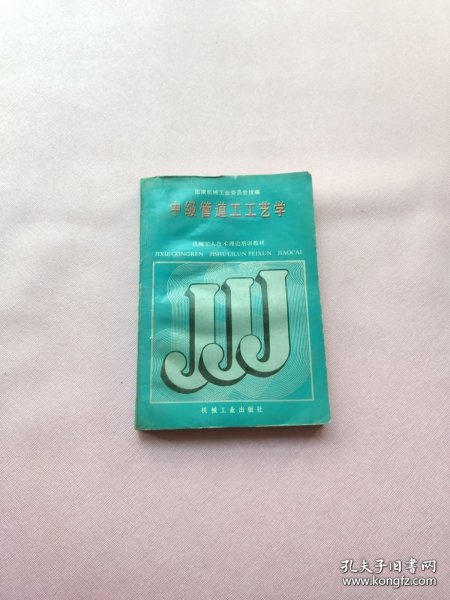 国家机械工业委员会统编
中级管道工工艺学
机械工人技术理论培训教材
JIXIE GONGREN JISHU LILUN PEIXUN JIAOCAI
JJJ
机械工业出版社
孔夫子旧书网
www.kongfz.com